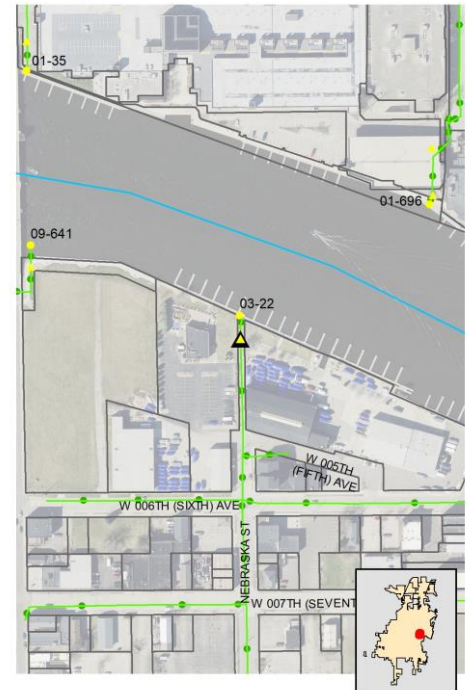 01-35
01-696
09-641
03-22
W 005TH
(FIFTH) AVE
W 006TH (SIXTH) AVE
NEBRASKA ST
W 007TH (SEVENT